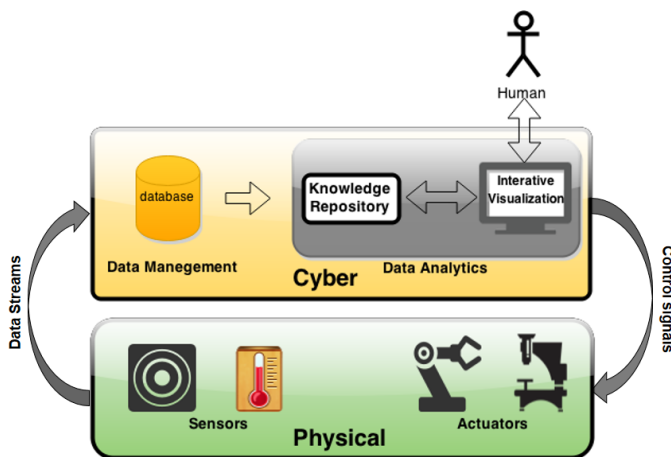 Human
database
Knowledge
Repository
Interative
Visualization
Data Manegement
Data Analytics
Cyber
Data Streams
Control signals
Sensors
Actuators
Physical